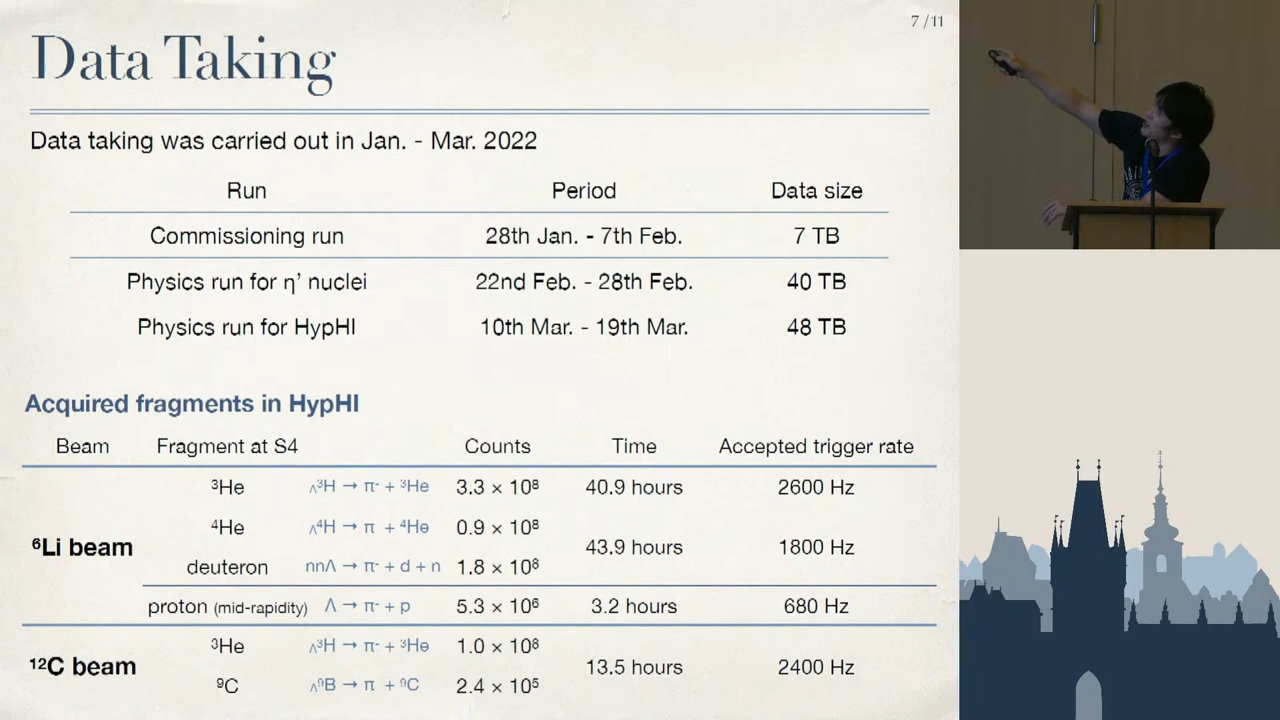 7 / 11
Data Taking
Data taking was carried out in Jan. - Mar. 2022
Run Period Data size
Commissioning run 28th Jan. - 7th Feb. 7 TB
Physics run for η' nuclei 22nd Feb. - 28th Feb. 40 TB
Physics run for HypHI 10th Mar. - 19th Mar. 48 TB
Acquired fragments in HypHI
Beam Fragment at S4 Counts Time Accepted trigger rate
⁶Li beam
³He Λ³H → π⁻ + ³He 3.3 × 10⁸ 40.9 hours 2600 Hz
⁴He Λ⁴H → π + ⁴He 0.9 × 10⁸ 43.9 hours 1800 Hz
deuteron nnΛ → π⁻ + d + n 1.8 × 10⁸
proton (mid-rapidity) Λ → π⁻ + p 5.3 × 10⁶ 3.2 hours 680 Hz
¹²C beam
³He Λ³H → π⁻ + ³He 1.0 × 10⁸ 13.5 hours 2400 Hz
⁹C Λ⁹B → π + ⁹C 2.4 × 10⁵